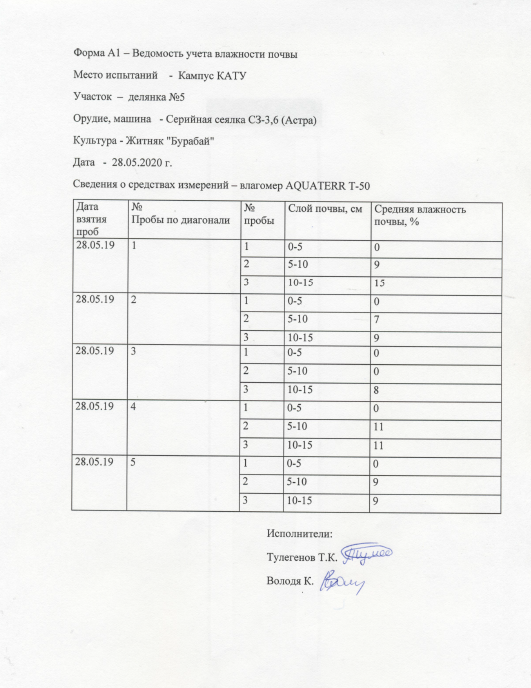 Форма А1 – Ведомость учета влажности почвы
Место испытаний - Кампус КАТУ
Участок – делянка №5
Орудие, машина - Серийная сеялка СЗ-3,6 (Астра)
Культура - Житняк "Бурабай"
Дата - 28.05.2020 г.
Сведения о средствах измерений – влагомер AQUATERR T-50
Дата взятия проб № Пробы по диагонали № пробы Слой почвы, см Средняя влажность почвы, %
28.05.19 1 1 0-5 0
2 5-10 9
3 10-15 15
28.05.19 2 1 0-5 0
2 5-10 7
3 10-15 9
28.05.19 3 1 0-5 0
2 5-10 0
3 10-15 8
28.05.19 4 1 0-5 0
2 5-10 11
3 10-15 11
28.05.19 5 1 0-5 0
2 5-10 9
3 10-15 9
Исполнители:
Тулегенов Т.К.
Володя К.